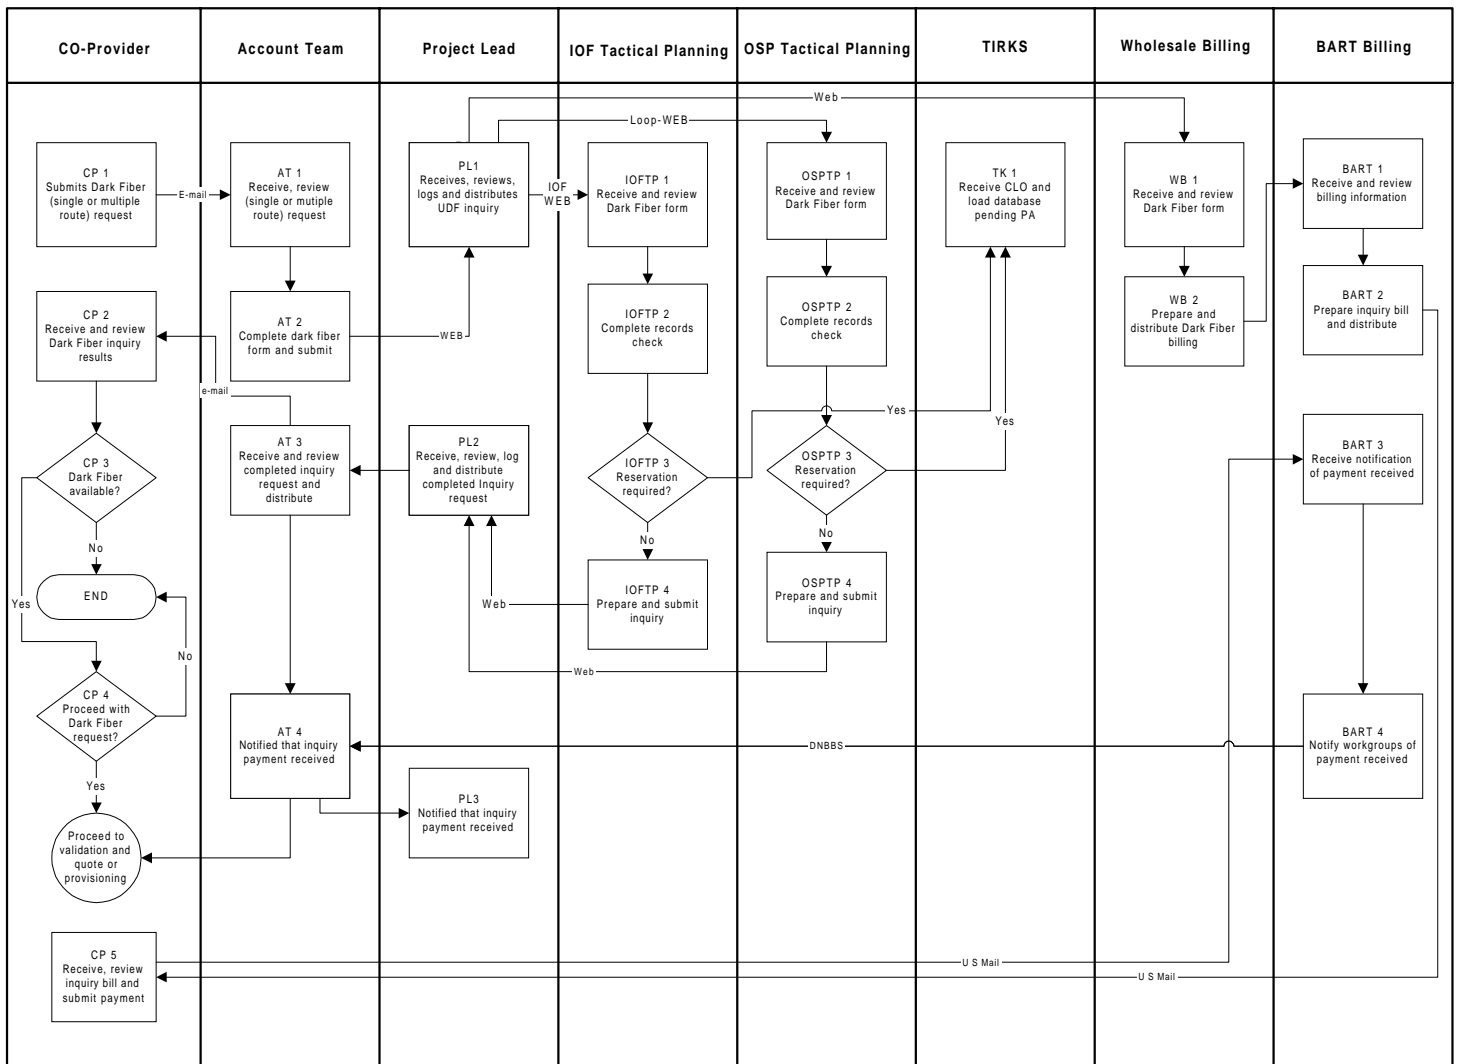 CO-Provider
Account Team
Project Lead
IOF Tactical Planning
OSP Tactical Planning
TIRKS
Wholesale Billing
BART Billing
Web
Loop-WEB
CP 1
Submits Dark Fiber
(single or multiple
route) request
E-mail
AT 1
Receive, review
(single or mutiple
route) request
PL1
Receives, reviews,
logs and distributes
UDF inquiry
IOF
WEB
IOFTP 1
Receive and review
Dark Fiber form
OSPTP 1
Receive and review
Dark Fiber form
TK 1
Receive CLO and
load database
pending PA
WB 1
Receive and review
Dark Fiber form
BART 1
Receive and review
billing information
CP 2
Receive and review
Dark Fiber inquiry
results
AT 2
Complete dark fiber
form and submit
WEB
IOFTP 2
Complete records
check
OSPTP 2
Complete records
check
WB 2
Prepare and
distribute Dark Fiber
billing
BART 2
Prepare inquiry bill
and distribute
e-mail
Yes
Yes
CP 3
Dark Fiber
available?
AT 3
Receive and review
completed inquiry
request and
distribute
PL2
Receive, review, log
and distribute
completed Inquiry
request
IOFTP 3
Reservation
required?
OSPTP 3
Reservation
required?
BART 3
Receive notification
of payment received
No
No
No
END
Yes
Web
IOFTP 4
Prepare and submit
inquiry
OSPTP 4
Prepare and submit
inquiry
No
Web
CP 4
Proceed with
Dark Fiber
request?
AT 4
Notified that inquiry
payment received
DNBBS
BART 4
Notify workgroups of
payment received
Yes
PL3
Notified that inquiry
payment received
Proceed to
validation and
quote or
provisioning
CP 5
Receive, review
inquiry bill and
submit payment
U S Mail
U S Mail